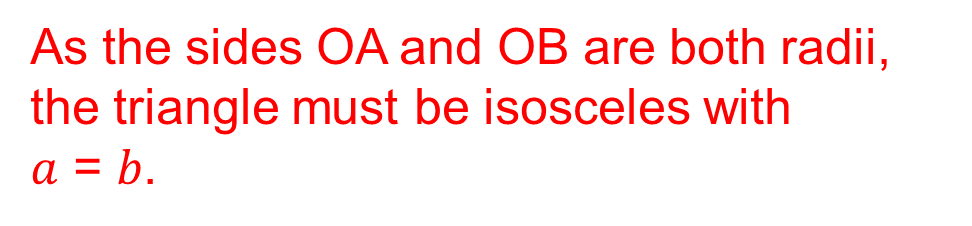 As the sides OA and OB are both radii,
the triangle must be isosceles with
a = b.